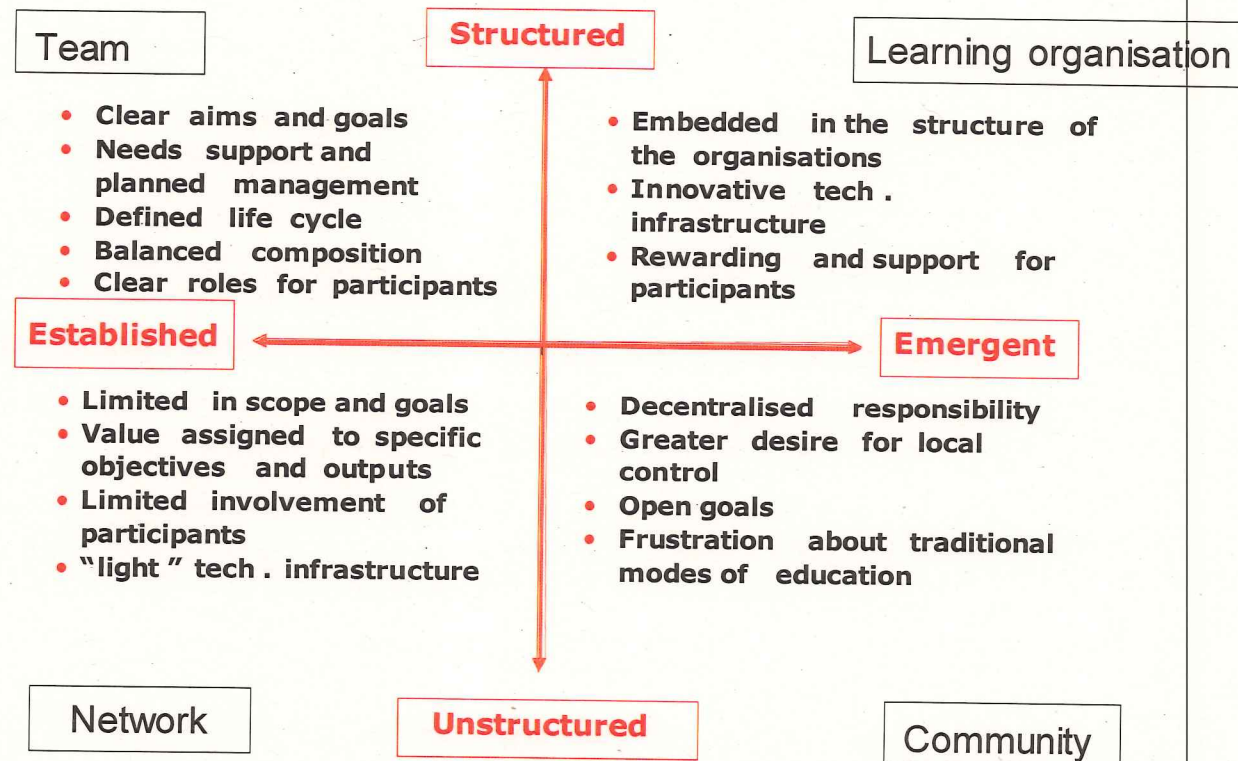 Team
Structured
Learning organisation
• Clear aims and goals
• Needs support and
planned management
• Defined life cycle
• Balanced composition
• Clear roles for participants
• Embedded in the structure of
the organisations
• Innovative tech .
infrastructure
• Rewarding and support for
participants
Established
Emergent
• Limited in scope and goals
• Value assigned to specific
objectives and outputs
• Limited involvement of
participants
• “light ” tech . infrastructure
• Decentralised responsibility
• Greater desire for local
control
• Open goals
• Frustration about traditional
modes of education
Network
Unstructured
Community